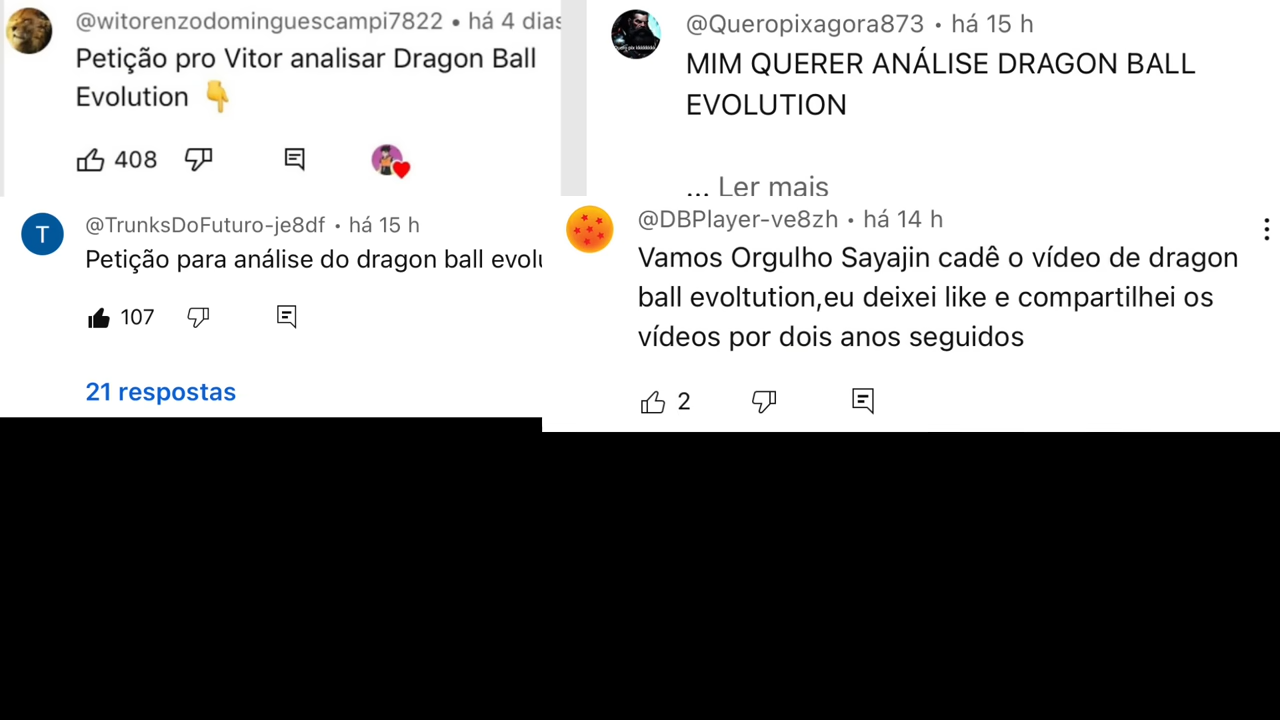 @witorenzodominguescampi7822 • há 4 dias
Petição pro Vitor analisar Dragon Ball
Evolution 👇
408
@Queropixagora873 • há 15 h
MIM QUERER ANÁLISE DRAGON BALL
EVOLUTION
... Ler mais
T
@TrunksDoFuturo-je8df • há 15 h
Petição para análise do dragon ball evolu
107
21 respostas
@DBPlayer-ve8zh • há 14 h
Vamos Orgulho Sayajin cadê o vídeo de dragon
ball evoltution,eu deixei like e compartilhei os
vídeos por dois anos seguidos
2